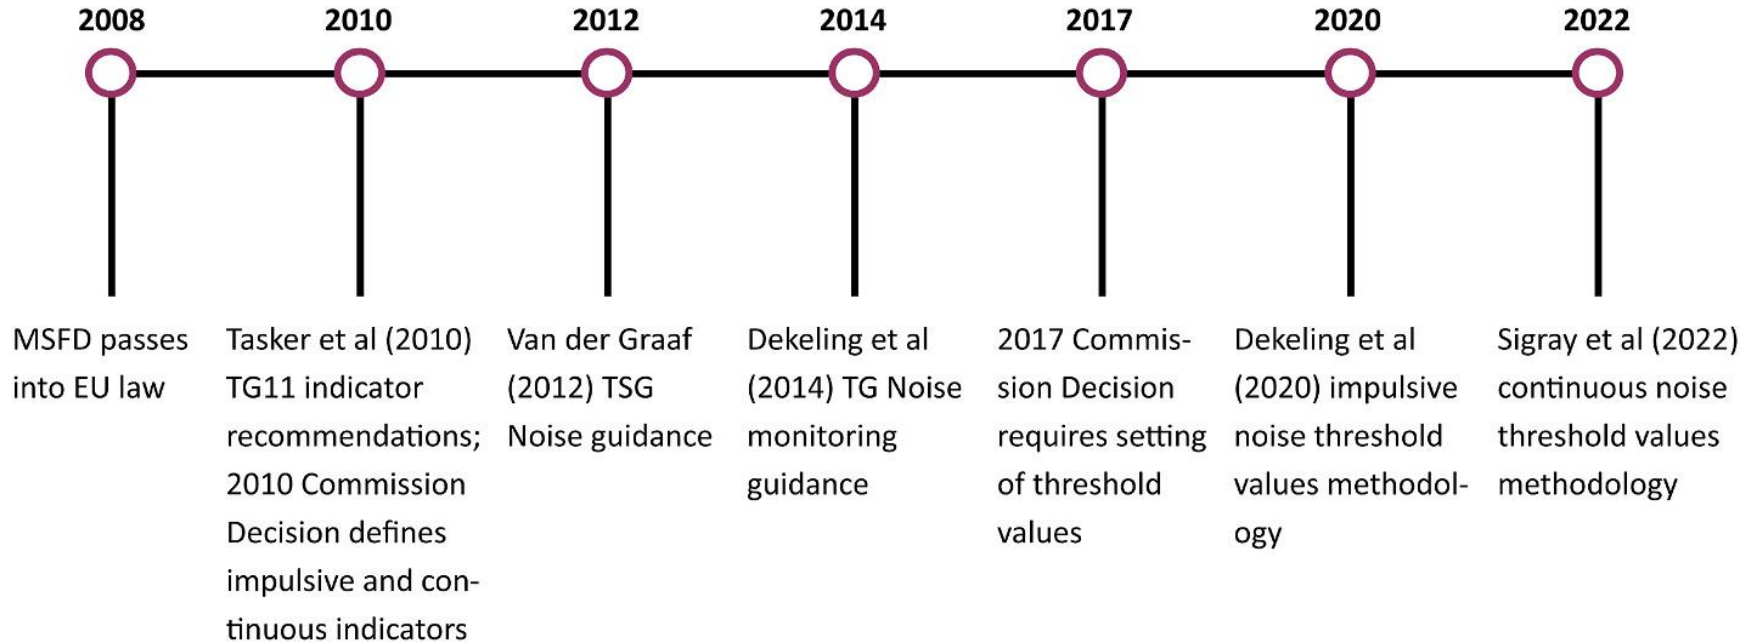 2008
2010
2012
2014
2017
2020
2022
MSFD passes
into EU law
Tasker et al (2010)
TG11 indicator
recommendations;
2010 Commission
Decision defines
impulsive and con-
tinuous indicators
Van der Graaf
(2012) TSG
Noise guidance
Dekeling et al
(2014) TG Noise
monitoring
guidance
2017 Commis-
sion Decision
requires setting
of threshold
values
Dekeling et al
(2020) impulsive
noise threshold
values methodol-
ogy
Sigray et al (2022)
continuous noise
threshold values
methodology